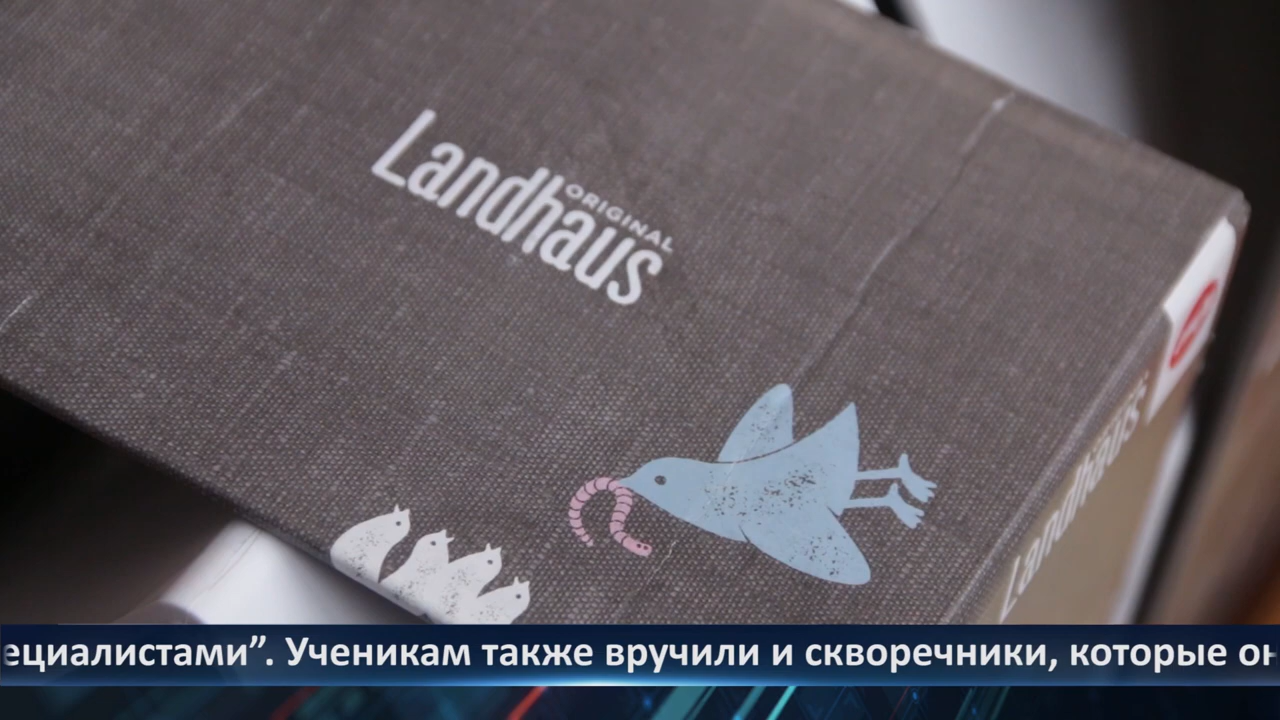 Landhaus
ORIGINAL
Landhaus
ециалистами”. Ученикам также вручили и скворечники, которые он